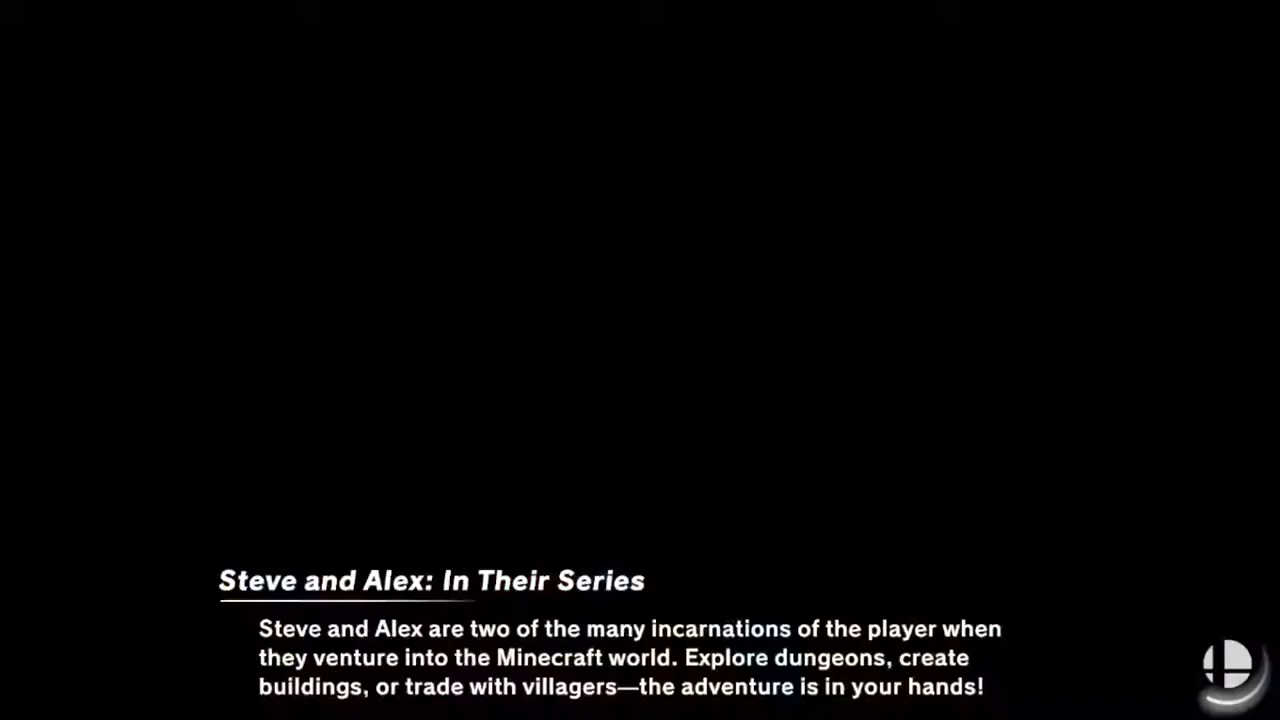 Steve and Alex: In Their Series
Steve and Alex are two of the many incarnations of the player when
they venture into the Minecraft world. Explore dungeons, create
buildings, or trade with villagers—the adventure is in your hands!